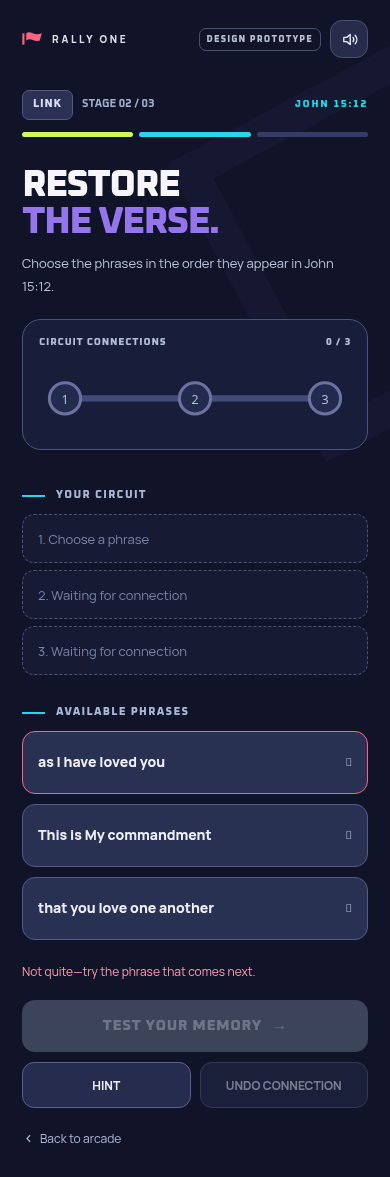 RALLY ONE
DESIGN PROTOTYPE
LINK
STAGE 02 / 03
JOHN 15:12
RESTORE
THE VERSE.
Choose the phrases in the order they appear in John
15:12.
CIRCUIT CONNECTIONS
0 / 3
1
2
3
YOUR CIRCUIT
1. Choose a phrase
2. Waiting for connection
3. Waiting for connection
AVAILABLE PHRASES
as I have loved you
This is My commandment
that you love one another
Not quite—try the phrase that comes next.
TEST YOUR MEMORY →
HINT
UNDO CONNECTION
Back to arcade